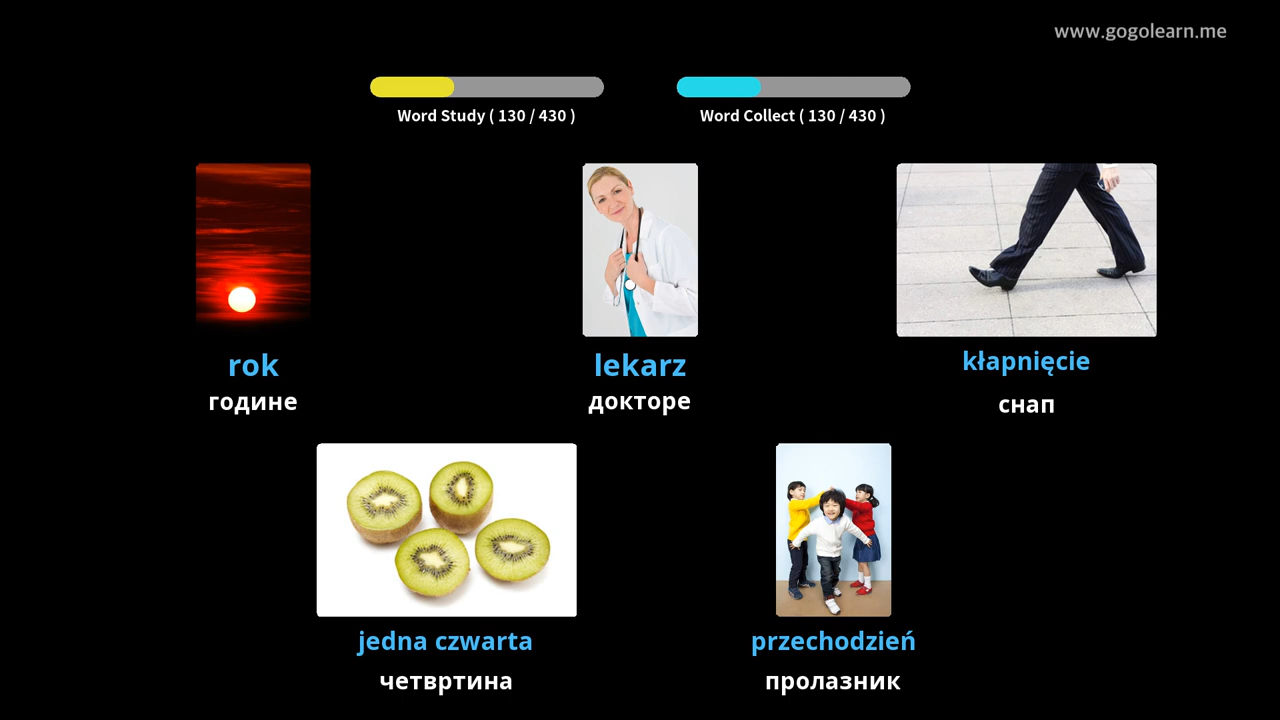 www.gogolearn.me
Word Study ( 130 / 430 )
Word Collect ( 130 / 430 )
rok
године
lekarz
докторе
kłapnięcie
снап
jedna czwarta
четвртина
przechodzień
пролазник